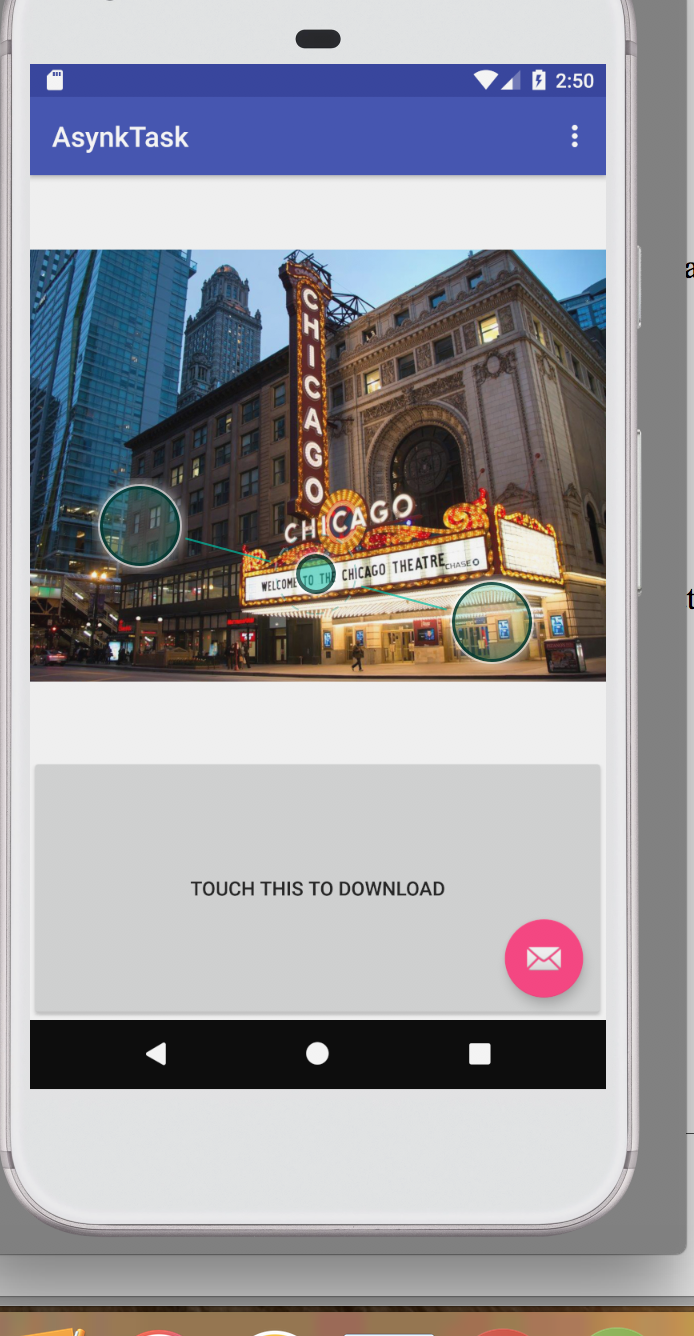 2:50
AsynkTask
a
CHICAGO
CHICAGO
WELCOME TO THE CHICAGO THEATRE
CHASE
t
TOUCH THIS TO DOWNLOAD